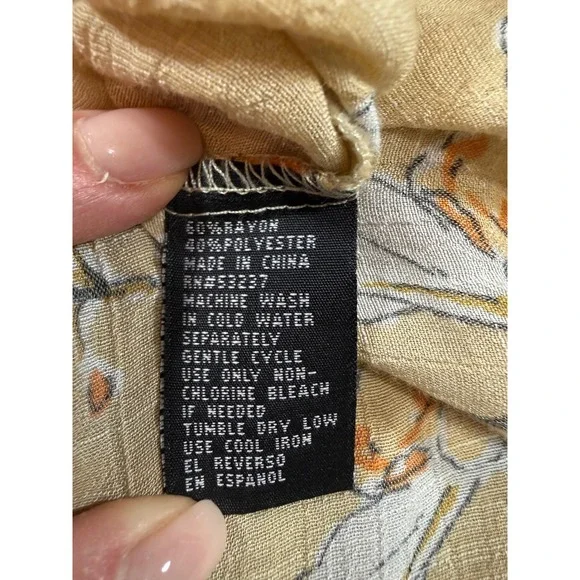 60%RAYON
40%POLYESTER
MADE IN CHINA
RN#53237
MACHINE WASH
IN COLD WATER
SEPARATELY
GENTLE CYCLE
USE ONLY NON-
CHLORINE BLEACH
IF NEEDED
TUMBLE DRY LOW
USE COOL IRON
EL REVERSO
EN ESPANOL